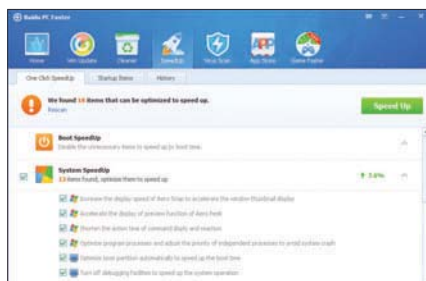 Baidu PC Faster
Home
Win Update
Cleaner
SpeedUp
Virus Scan
App Store
Game Faster
One Click SpeedUp
Startup Items
History
We found 18 items that can be optimized to speed up.
Rescan
Speed Up
Boot SpeedUp
Disable the unnecessary items to speed up pc boot time.
System SpeedUp
13 items found, optimize them to speed up
3.6%
Increase the display speed of Aero Snap to accelerate the window thumbnail display
Accelerate the display of preview function of Aero Peek
Shorten the action time of command display and reaction
Optimize program processes and adjust the priority of independent processes to avoid system crash
Optimize boot partition automatically to speed up the boot time
Turn off debugging facilities to speed up the system operation